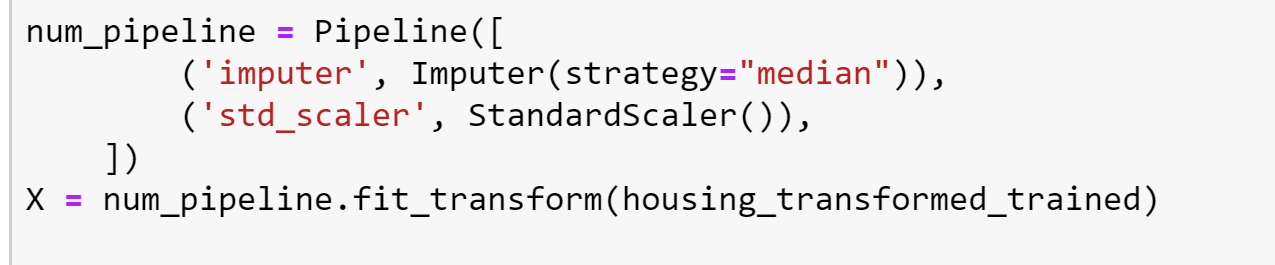 num_pipeline = Pipeline([
        ('imputer', Imputer(strategy="median")),
        ('std_scaler', StandardScaler()),
    ])
X = num_pipeline.fit_transform(housing_transformed_trained)